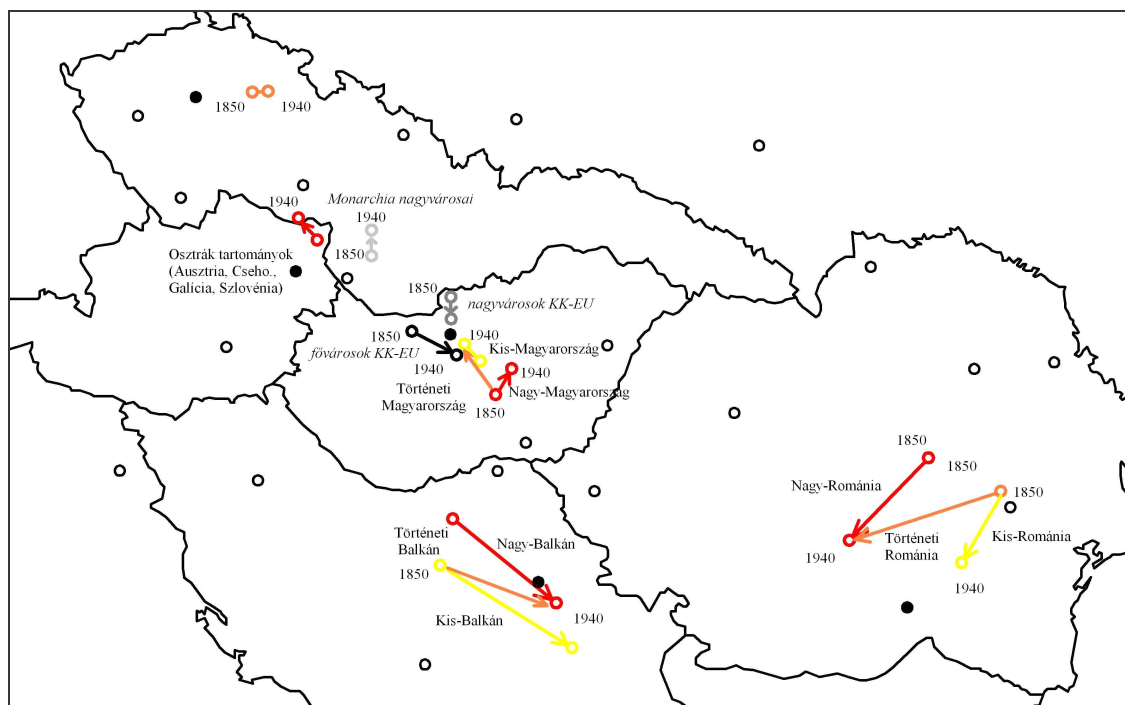 1850
1940
Monarchia nagyvárosai
1940
1940
1850
Osztrák tartományok
(Ausztria, Cseho.,
Galícia, Szlovénia)
1850
nagyvárosok KK-EU
1850
1940
fővárosok KK-EU
Kis-Magyarország
1940
1940
Történeti
Magyarország
Nagy-Magyarország
1850
1850
1850
Nagy-Románia
1850
Történeti
Románia
Kis-Románia
1940
1940
Történeti
Balkán
Nagy-Balkán
1850
Kis-Balkán
1940